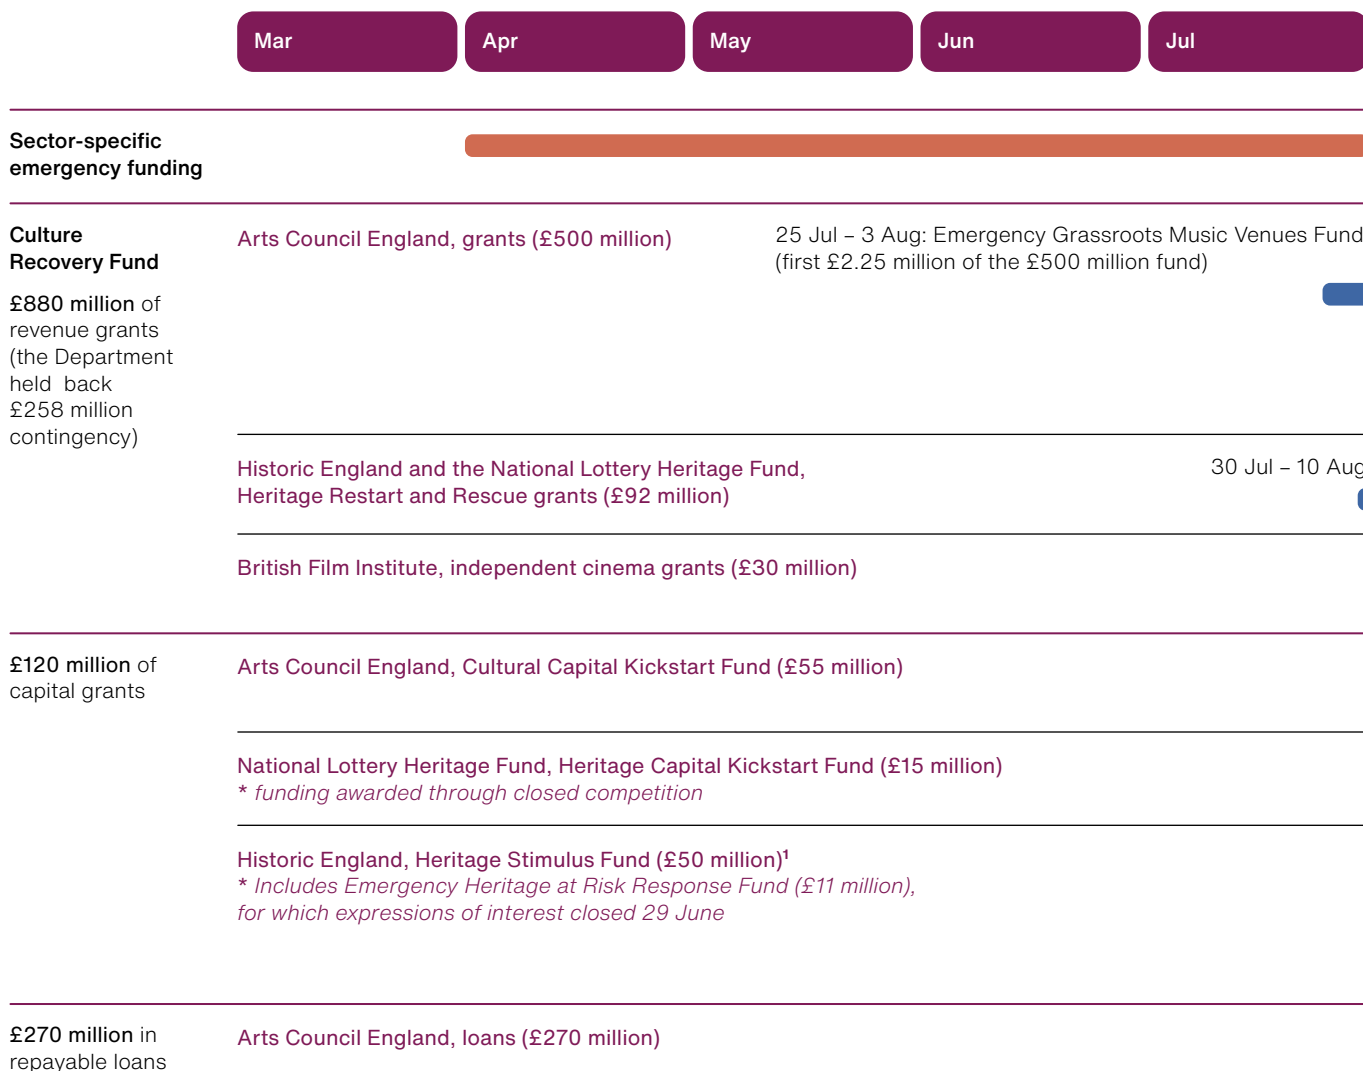 Mar Apr May Jun Jul
Sector-specific
emergency funding
Culture
Recovery Fund
£880 million of
revenue grants
(the Department
held back
£258 million
contingency)
Arts Council England, grants (£500 million)
25 Jul – 3 Aug: Emergency Grassroots Music Venues Fund
(first £2.25 million of the £500 million fund)
Historic England and the National Lottery Heritage Fund,
Heritage Restart and Rescue grants (£92 million)
30 Jul – 10 Aug
British Film Institute, independent cinema grants (£30 million)
£120 million of
capital grants
Arts Council England, Cultural Capital Kickstart Fund (£55 million)
National Lottery Heritage Fund, Heritage Capital Kickstart Fund (£15 million)
* funding awarded through closed competition
Historic England, Heritage Stimulus Fund (£50 million)¹
* Includes Emergency Heritage at Risk Response Fund (£11 million),
for which expressions of interest closed 29 June
£270 million in
repayable loans
Arts Council England, loans (£270 million)